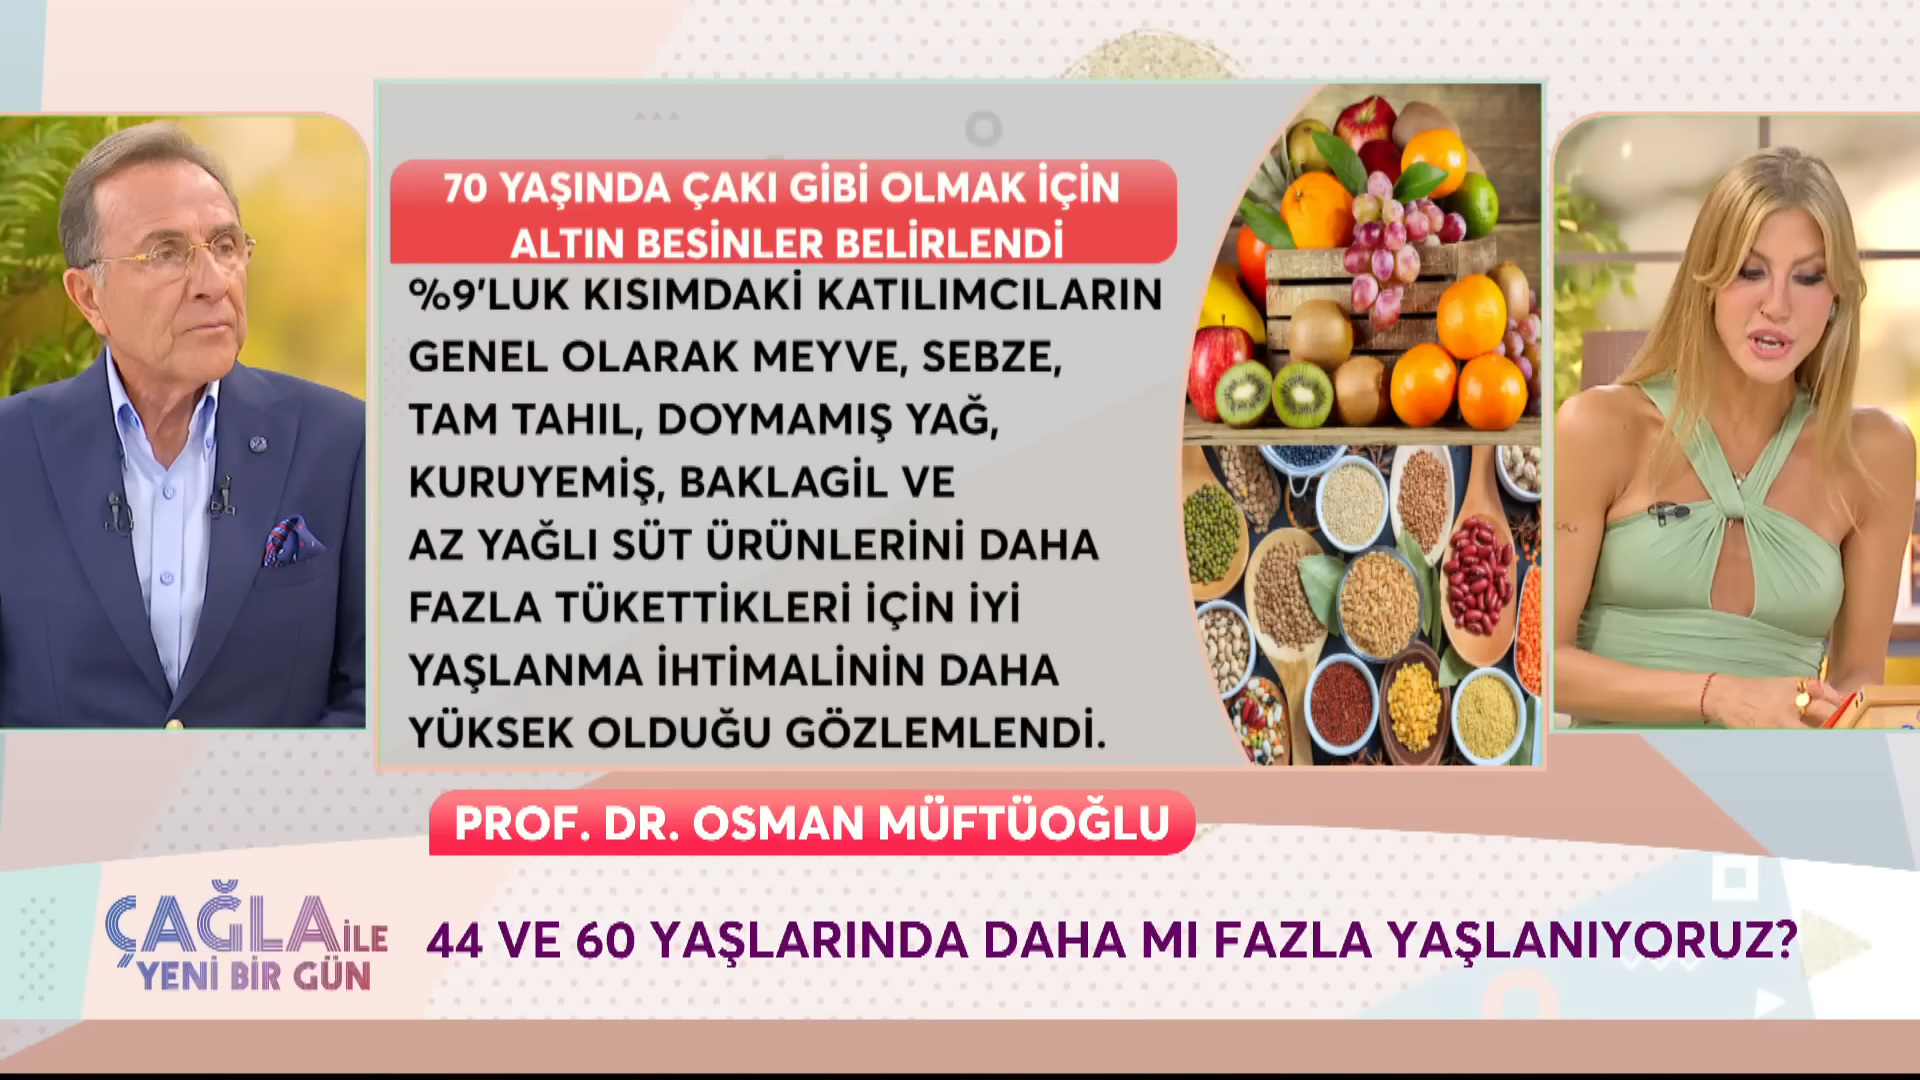 70 YAŞINDA ÇAKI GİBİ OLMAK İÇİN
ALTIN BESİNLER BELİRLENDİ
%9'LUK KISIMDAKİ KATILIMCILARIN
GENEL OLARAK MEYVE, SEBZE,
TAM TAHIL, DOYMAMIŞ YAĞ,
KURUYEMİŞ, BAKLAGİL VE
AZ YAĞLI SÜT ÜRÜNLERİNİ DAHA
FAZLA TÜKETTİKLERİ İÇİN İYİ
YAŞLANMA İHTİMALİNİN DAHA
YÜKSEK OLDUĞU GÖZLEMLENDİ.
PROF. DR. OSMAN MÜFTÜOĞLU
ÇAĞLA İLE
YENİ BİR GÜN
44 VE 60 YAŞLARINDA DAHA MI FAZLA YAŞLANIYORUZ?